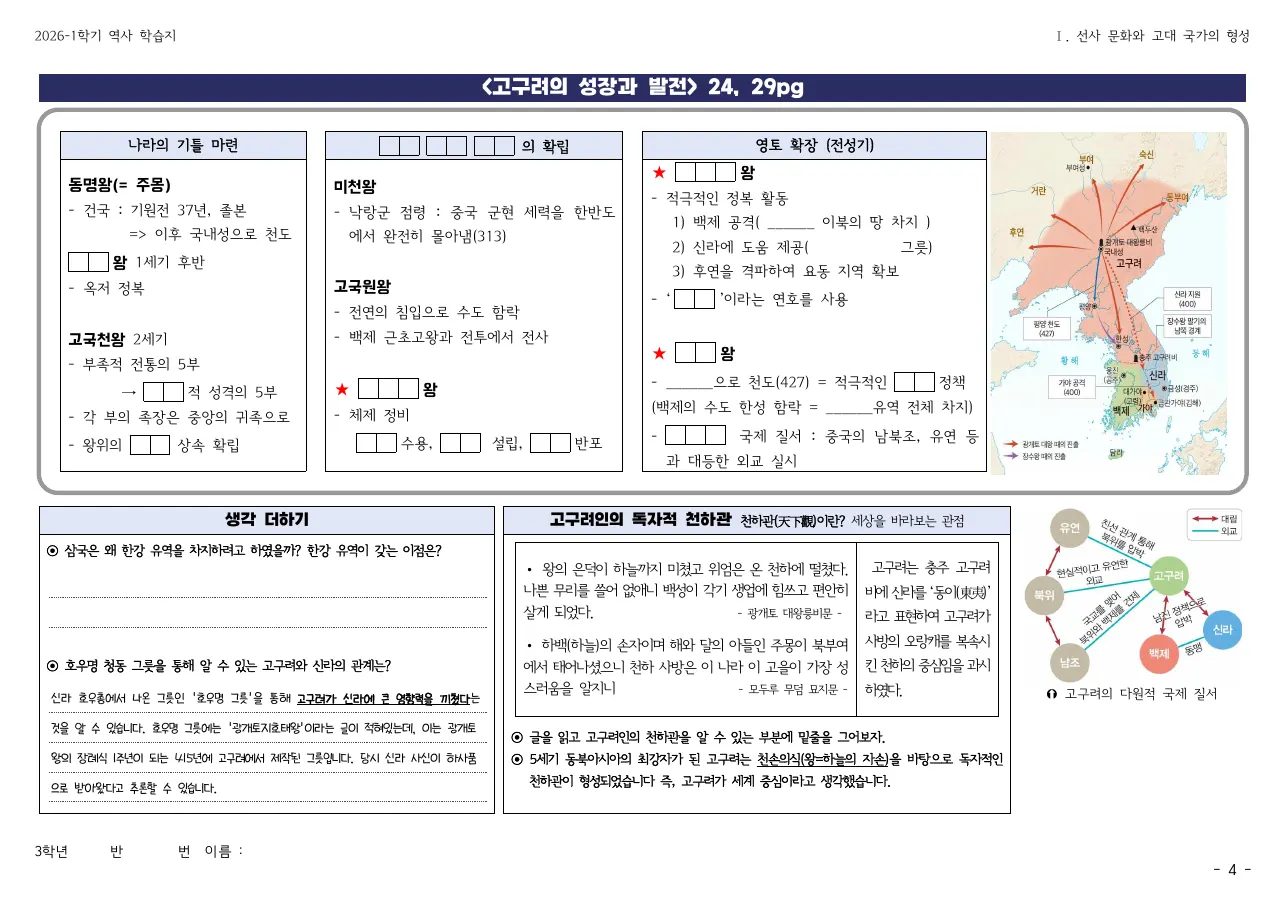 2026-1학기 역사 학습지
Ⅰ. 선사 문화와 고대 국가의 형성
<고구려의 성장과 발전> 24, 29pg
나라의 기틀 마련
동명왕(= 주몽)
- 건국 : 기원전 37년, 졸본
=> 이후 국내성으로 천도
□□왕 1세기 후반
- 옥저 정복
고국천왕 2세기
- 부족적 전통의 5부
→ □□적 성격의 5부
- 각 부의 족장은 중앙의 귀족으로
- 왕위의 □□ 상속 확립
□□ □□ □□의 확립
미천왕
- 낙랑군 점령 : 중국 군현 세력을 한반도
에서 완전히 몰아냄(313)
고국원왕
- 전연의 침입으로 수도 함락
- 백제 근초고왕과 전투에서 전사
★ □□□왕
- 체제 정비
□□수용, □□ 설립, □□반포
영토 확장 (전성기)
★ □□□왕
- 적극적인 정복 활동
1) 백제 공격( ______ 이북의 땅 차지 )
2) 신라에 도움 제공( 그릇)
3) 후연을 격파하여 요동 지역 확보
- ‘□□’이라는 연호를 사용
★ □□왕
- ______으로 천도(427) = 적극적인 □□정책
(백제의 수도 한성 함락 = ______유역 전체 차지)
- □□□ 국제 질서 : 중국의 남북조, 유연 등
과 대등한 외교 실시
부여
부여성
숙신
거란
동부여
후연
백두산
광개토 대왕릉비
국내성
고구려
평양
신라 지원
(400)
평양 천도
(427)
장수왕 말기의
남쪽 경계
한성
황해
동해
충주 고구려비
웅진
(공주)
신라
가야 공격
(400)
대가야
(고령)
금성(경주)
금관가야(김해)
백제
가야
광개토 대왕 때의 진출
장수왕 때의 진출
탐라
생각 더하기
⊙ 삼국은 왜 한강 유역을 차지하려고 하였을까? 한강 유역이 갖는 이점은?
⊙ 호우명 청동 그릇을 통해 알 수 있는 고구려와 신라의 관계는?
신라 호우총에서 나온 그릇인 '호우명 그릇'을 통해 고구려가 신라에 큰 영향력을 끼쳤다는
것을 알 수 있습니다. 호우명 그릇에는 '광개토지호태왕'이라는 글이 적혀있는데, 이는 광개토
왕의 장례식 1주년이 되는 415년에 고구려에서 제작된 그릇입니다. 당시 신라 사신이 하사품
으로 받아왔다고 추론할 수 있습니다.
고구려인의 독자적 천하관 천하관(天下觀)이란? 세상을 바라보는 관점
• 왕의 은덕이 하늘까지 미쳤고 위엄은 온 천하에 떨쳤다.
나쁜 무리를 쓸어 없애니 백성이 각기 생업에 힘쓰고 편안히
살게 되었다.
- 광개토 대왕릉비문 -
• 하백(하늘)의 손자이며 해와 달의 아들인 주몽이 북부여
에서 태어나셨으니 천하 사방은 이 나라 이 고을이 가장 성
스러움을 알지니
- 모두루 무덤 묘지문 -
고구려는 충주 고구려
비에 신라를 ‘동이(東夷)’
라고 표현하여 고구려가
사방의 오랑캐를 복속시
킨 천하의 중심임을 과시
하였다.
⊙ 글을 읽고 고구려인의 천하관을 알 수 있는 부분에 밑줄을 그어보자.
⊙ 5세기 동북아시아의 최강자가 된 고구려는 천손의식(왕=하늘의 자손)을 바탕으로 독자적인
천하관이 형성되었습니다 즉, 고구려가 세계 중심이라고 생각했습니다.
유연
친선 관계 통해
북위를 압박
대립
외교
현실적이고 유연한
외교
고구려
북위
국교를 맺어
북위와 백제를 견제
남진 정책으로
압박
신라
백제
동맹
남조
고구려의 다원적 국제 질서
3학년 반 번 이름 :
- 4 -